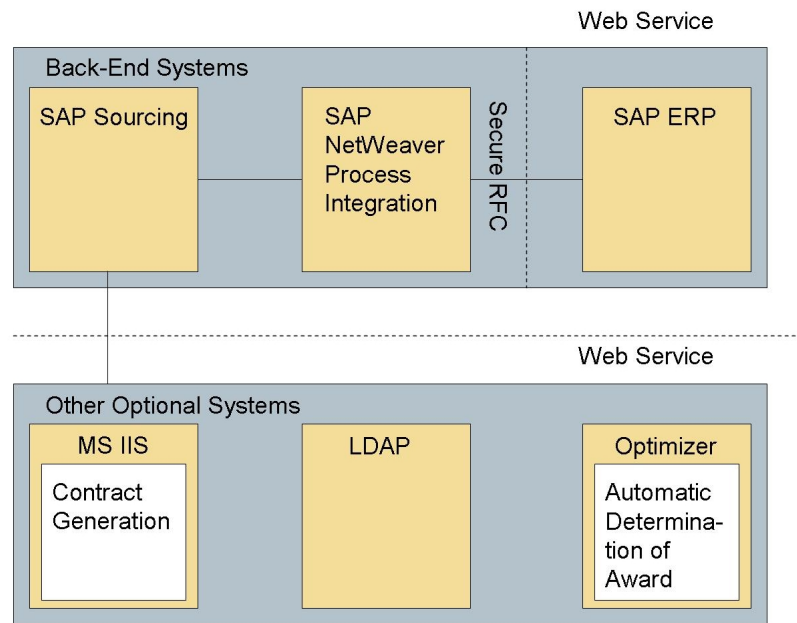 Web Service
Back-End Systems
SAP Sourcing
SAP
NetWeaver
Process
Integration
Secure RFC
SAP ERP
Web Service
Other Optional Systems
MS IIS
Contract
Generation
LDAP
Optimizer
Automatic
Determina-
tion of
Award